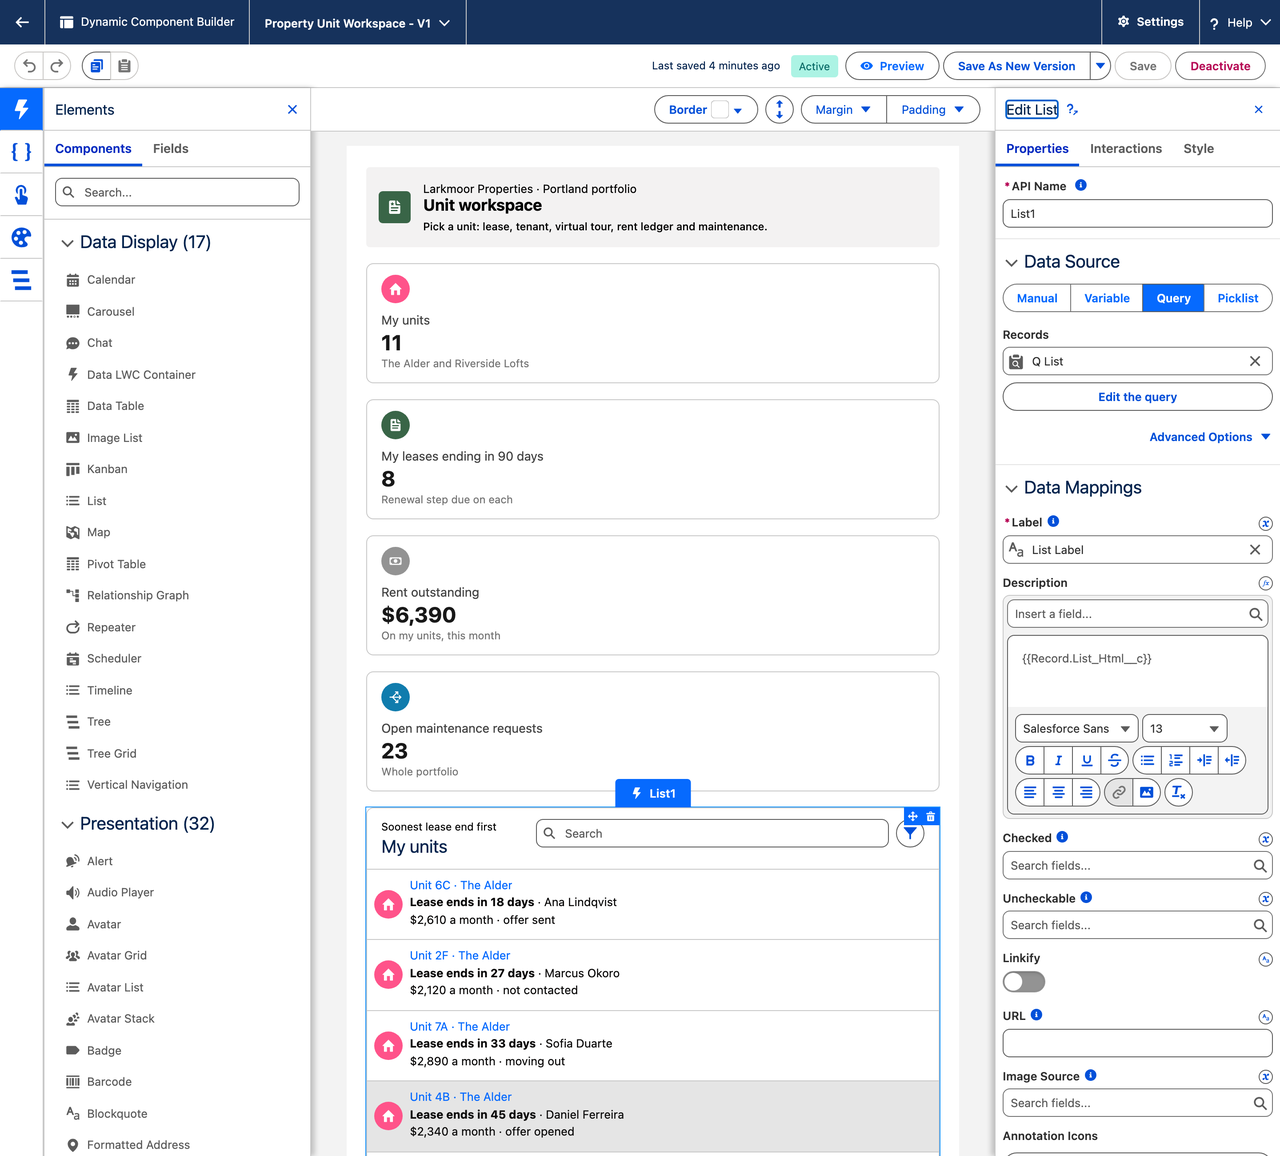 Dynamic Component Builder
Property Unit Workspace - V1
Settings
? Help
Last saved 4 minutes ago
Active
Preview
Save As New Version
Save
Deactivate
Elements
Components
Fields
Search...
Data Display (17)
Calendar
Carousel
Chat
Data LWC Container
Data Table
Image List
Kanban
List
Map
Pivot Table
Relationship Graph
Repeater
Scheduler
Timeline
Tree
Tree Grid
Vertical Navigation
Presentation (32)
Alert
Audio Player
Avatar
Avatar Grid
Avatar List
Avatar Stack
Badge
Barcode
Blockquote
Formatted Address
Border
Margin
Padding
Larkmoor Properties · Portland portfolio
Unit workspace
Pick a unit: lease, tenant, virtual tour, rent ledger and maintenance.
My units
11
The Alder and Riverside Lofts
My leases ending in 90 days
8
Renewal step due on each
Rent outstanding
$6,390
On my units, this month
Open maintenance requests
23
Whole portfolio
List1
Soonest lease end first
My units
Search
Unit 6C · The Alder
Lease ends in 18 days · Ana Lindqvist
$2,610 a month · offer sent
Unit 2F · The Alder
Lease ends in 27 days · Marcus Okoro
$2,120 a month · not contacted
Unit 7A · The Alder
Lease ends in 33 days · Sofia Duarte
$2,890 a month · moving out
Unit 4B · The Alder
Lease ends in 45 days · Daniel Ferreira
$2,340 a month · offer opened
Edit List
Properties
Interactions
Style
* API Name
List1
Data Source
Manual
Variable
Query
Picklist
Records
Q List
Edit the query
Advanced Options
Data Mappings
* Label
List Label
Description
Insert a field...
{{Record.List_Html__c}}
Salesforce Sans
13
B I U S
Checked
Search fields...
Uncheckable
Search fields...
Linkify
URL
Image Source
Search fields...
Annotation Icons